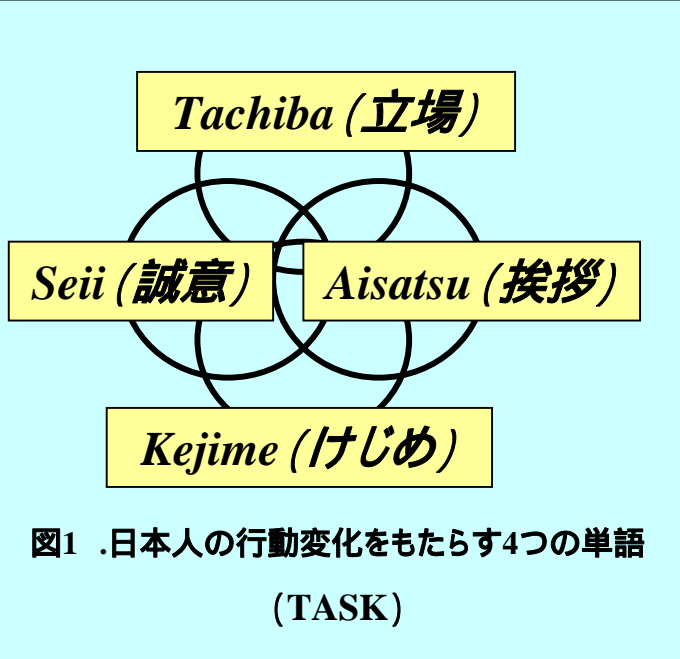 Tachiba (立場)
Seii (誠意)
Aisatsu (挨拶)
Kejime (けじめ)
図1 .日本人の行動変化をもたらす4つの単語
(TASK)